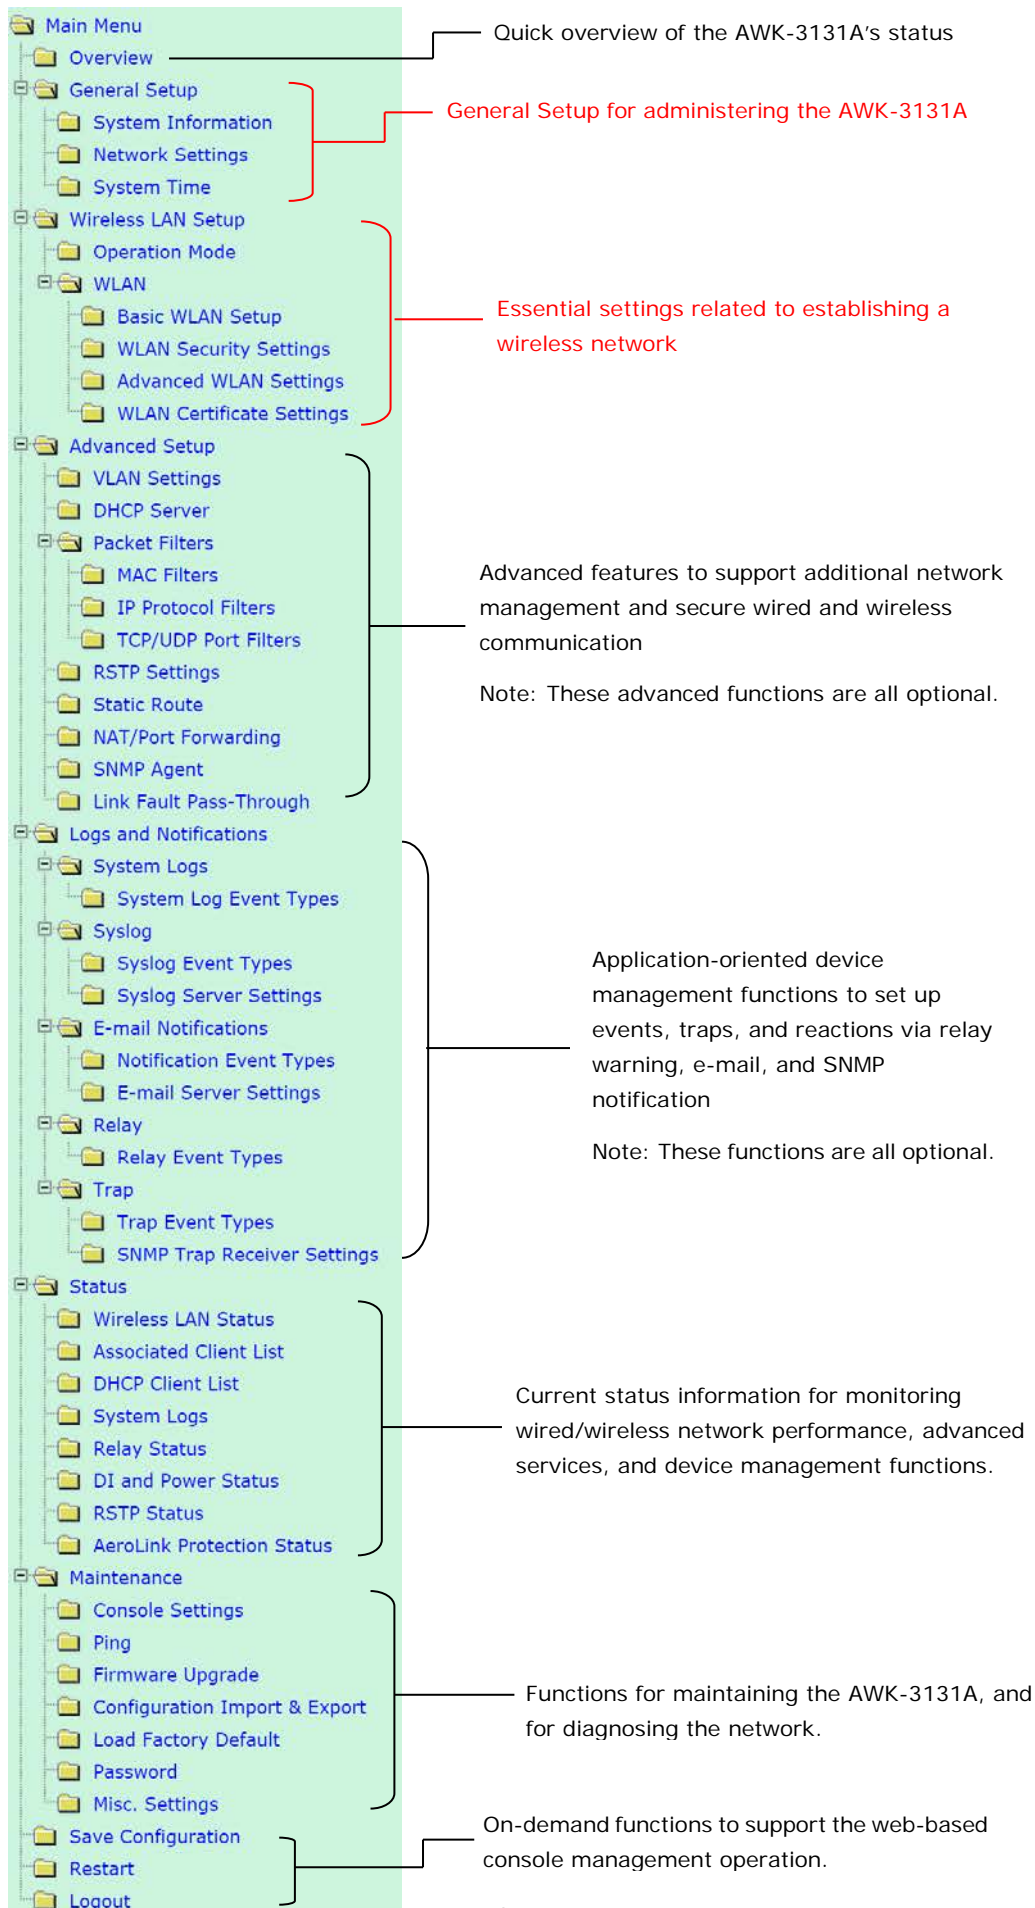 Main Menu
Overview
General Setup
System Information
Network Settings
System Time
Wireless LAN Setup
Operation Mode
WLAN
Basic WLAN Setup
WLAN Security Settings
Advanced WLAN Settings
WLAN Certificate Settings
Advanced Setup
VLAN Settings
DHCP Server
Packet Filters
MAC Filters
IP Protocol Filters
TCP/UDP Port Filters
RSTP Settings
Static Route
NAT/Port Forwarding
SNMP Agent
Link Fault Pass-Through
Logs and Notifications
System Logs
System Log Event Types
Syslog
Syslog Event Types
Syslog Server Settings
E-mail Notifications
Notification Event Types
E-mail Server Settings
Relay
Relay Event Types
Trap
Trap Event Types
SNMP Trap Receiver Settings
Status
Wireless LAN Status
Associated Client List
DHCP Client List
System Logs
Relay Status
DI and Power Status
RSTP Status
AeroLink Protection Status
Maintenance
Console Settings
Ping
Firmware Upgrade
Configuration Import & Export
Load Factory Default
Password
Misc. Settings
Save Configuration
Restart
Logout
Quick overview of the AWK-3131A's status
General Setup for administering the AWK-3131A
Essential settings related to establishing a
wireless network
Advanced features to support additional network
management and secure wired and wireless
communication
Note: These advanced functions are all optional.
Application-oriented device
management functions to set up
events, traps, and reactions via relay
warning, e-mail, and SNMP
notification
Note: These functions are all optional.
Current status information for monitoring
wired/wireless network performance, advanced
services, and device management functions.
Functions for maintaining the AWK-3131A, and
for diagnosing the network.
On-demand functions to support the web-based
console management operation.